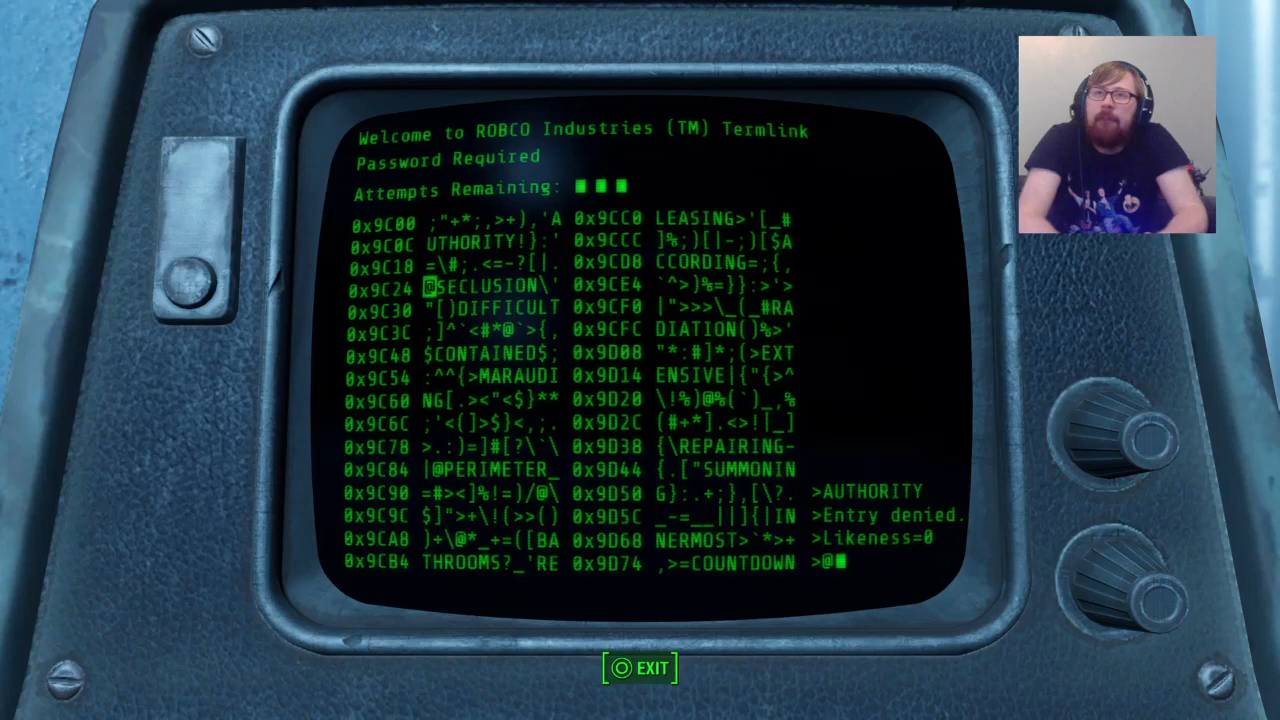 Welcome to ROBCO Industries (TM) Termlink
Password Required
Attempts Remaining: ■ ■ ■
0x9C00 ;"+*;,>+),'A 0x9CC0 LEASING>'[_#
0x9C0C UTHORITY!}:' 0x9CCC ]%;)[|-;)[$A
0x9C18 =\#;.<=-?[|. 0x9CD8 CCORDING=;{,
0x9C24 @SECLUSION\' 0x9CE4 `^>)%=}}:>'>
0x9C30 "[)DIFFICULT 0x9CF0 |">>>\_(_#RA
0x9C3C ;]^`<#*@`>{, 0x9CFC DIATION()%>'
0x9C48 $CONTAINED$; 0x9D08 "*:#]*;(>EXT
0x9C54 :^^{>MARAUDI 0x9D14 ENSIVE|{"{>^
0x9C60 NG[.><"<$}** 0x9D20 \!%)@%(`)_,%
0x9C6C ;'<(]>$}<,;. 0x9D2C (#+*].<>!|_]
0x9C78 >.:)=]#[?\`\ 0x9D38 {\REPAIRING-
0x9C84 |@PERIMETER_ 0x9D44 {.["SUMMONIN
0x9C90 =#><]%!=)/@\ 0x9D50 G}:.+;},[\?. >AUTHORITY
0x9C9C $]">+\!(>>() 0x9D5C _-=__||]{|IN >Entry denied.
0x9CA8 )+\@*_+=([BA 0x9D68 NERMOST>`*>+ >Likeness=0
0x9CB4 THROOMS?_'RE 0x9D74 ,>=COUNTDOWN >@■
EXIT